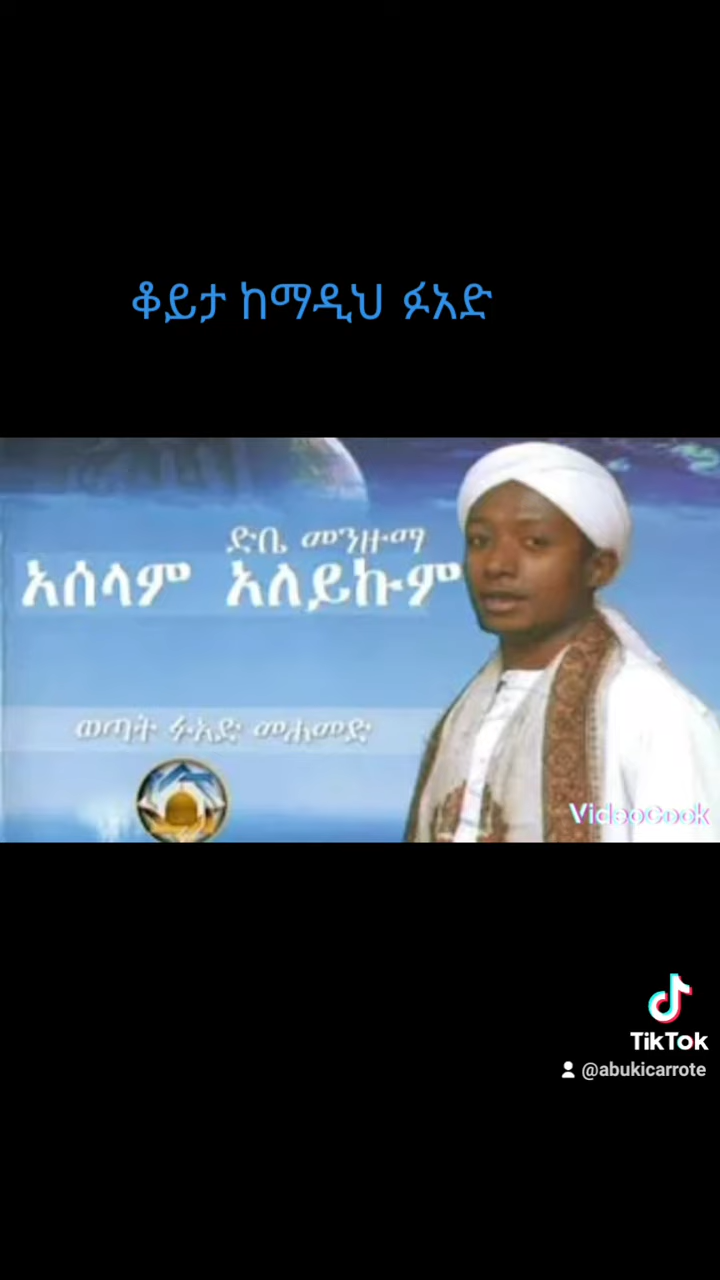 ቆይታ ከማዲህ ፉአድ
ድቤ መንዙማ
አሰላም አለይኩም
ወጣት ፉአድ መሐመድ
VideoCook
TikTok
@abukicarrote